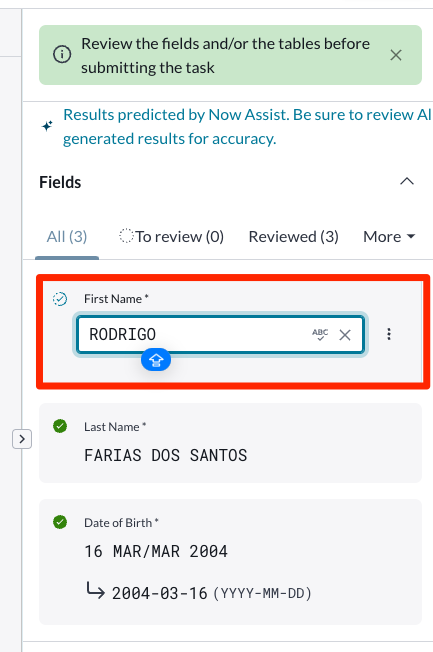 Review the fields and/or the tables before
submitting the task
Results predicted by Now Assist. Be sure to review AI
generated results for accuracy.
Fields
All (3)
To review (0)
Reviewed (3)
More
First Name *
RODRIGO
ABC
Last Name *
FARIAS DOS SANTOS
Date of Birth *
16 MAR/MAR 2004
2004-03-16 (YYYY-MM-DD)